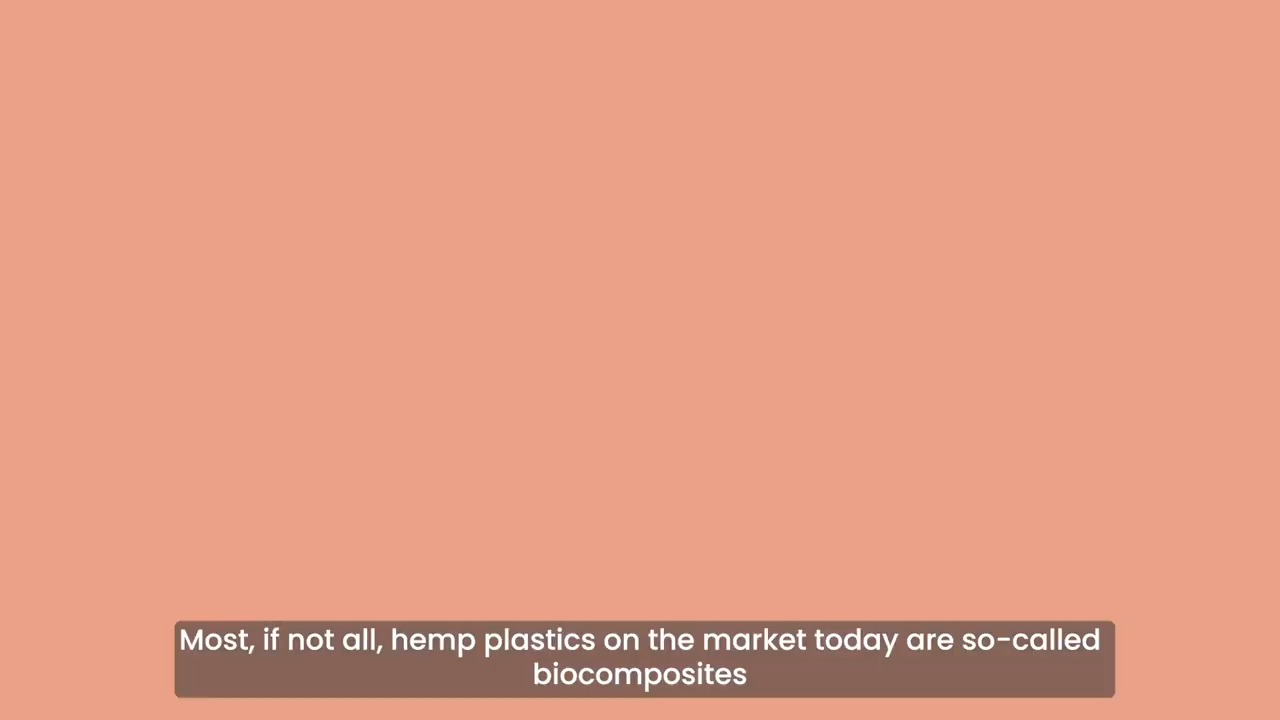 Most, if not all, hemp plastics on the market today are so-called
biocomposites